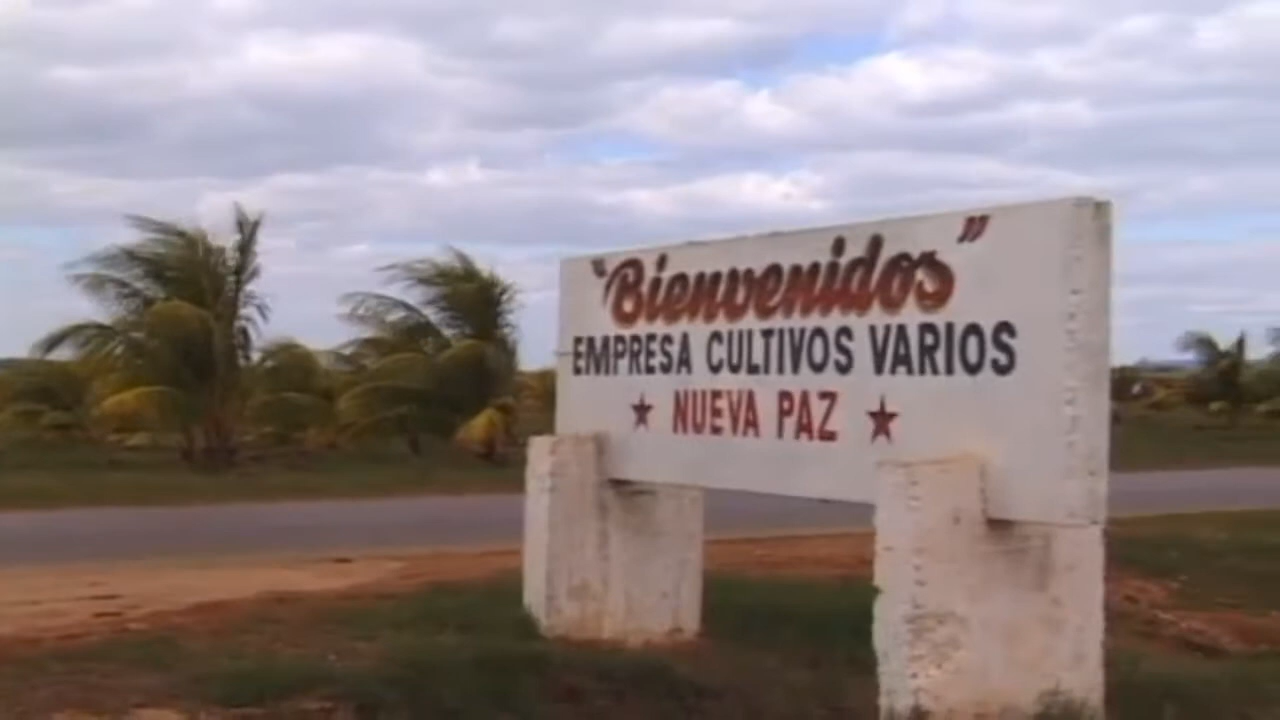 "Bienvenidos"
EMPRESA CULTIVOS VARIOS
★ NUEVA PAZ ★